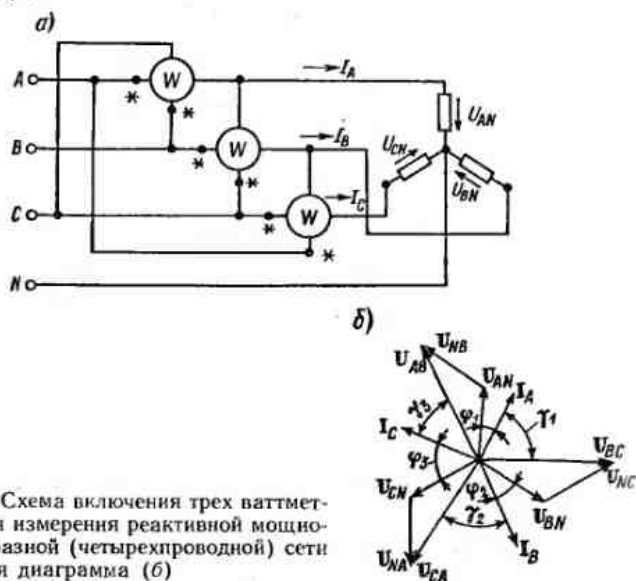 а)
A
W
I_A
*
*
U_AN
B
W
I_B
*
*
U_CN
U_BN
C
W
I_C
*
*
N
б)
U_NB
U_AB
U_AN
I_A
γ3
φ1
γ1
I_C
φ3
U_BC
U_NC
U_CN
φ2
U_BN
γ2
U_NA
U_CA
I_B
Схема включения трех ваттмет-
я измерения реактивной мощно-
разной (четырехпроводной) сети
я диаграмма (б)